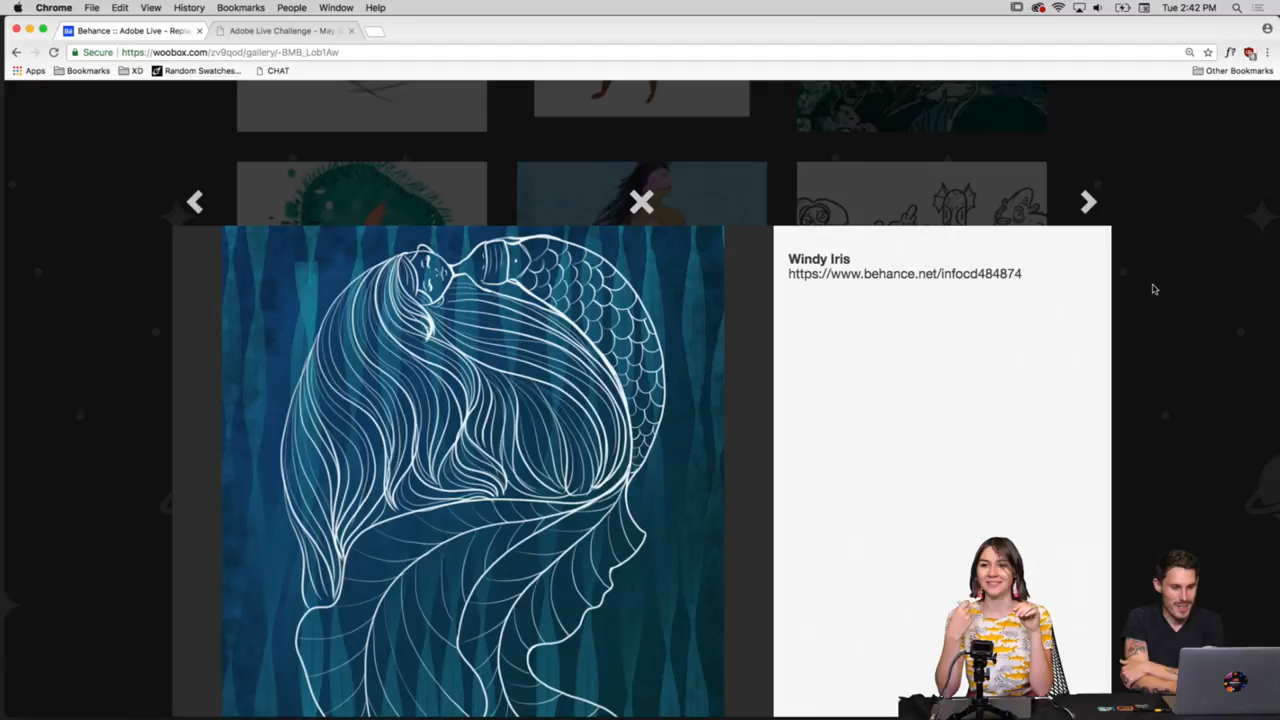 Chrome File Edit View History Bookmarks People Window Help
Tue 2:42 PM
Bē Behance :: Adobe Live - Repla
Adobe Live Challenge - May
Secure https://woobox.com/zv9qod/gallery/-BMB_Lob1Aw
f?
Apps Bookmarks XD Random Swatches... CHAT
Other Bookmarks
Windy Iris
https://www.behance.net/infocd484874